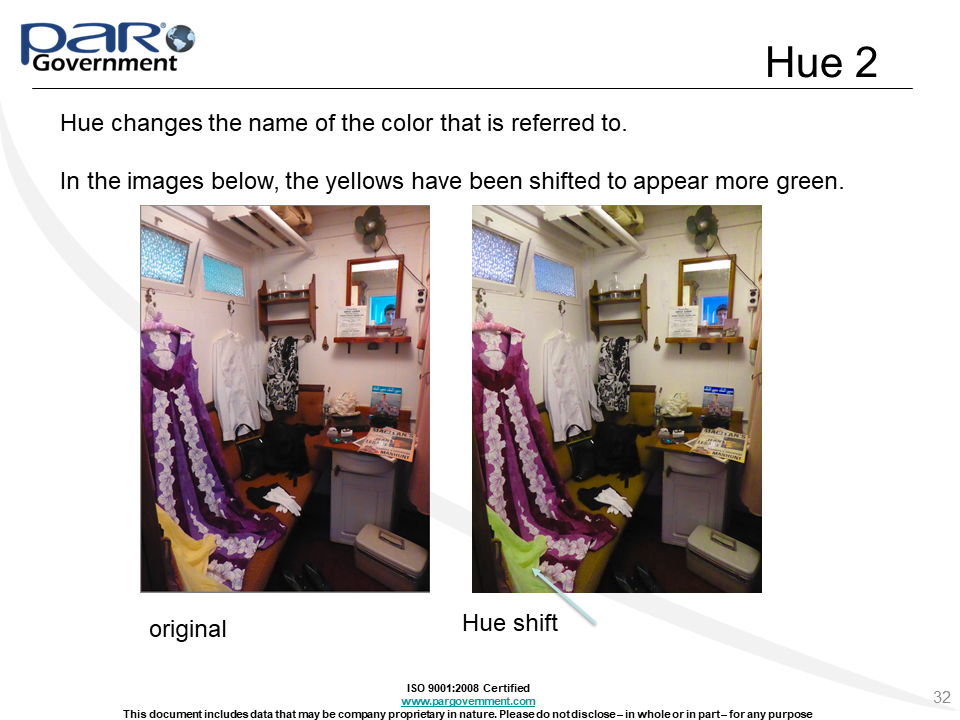 PAR®
Government
Hue 2
Hue changes the name of the color that is referred to.
In the images below, the yellows have been shifted to appear more green.
original
Hue shift
ISO 9001:2008 Certified
www.pargovernment.com
This document includes data that may be company proprietary in nature. Please do not disclose – in whole or in part – for any purpose
32